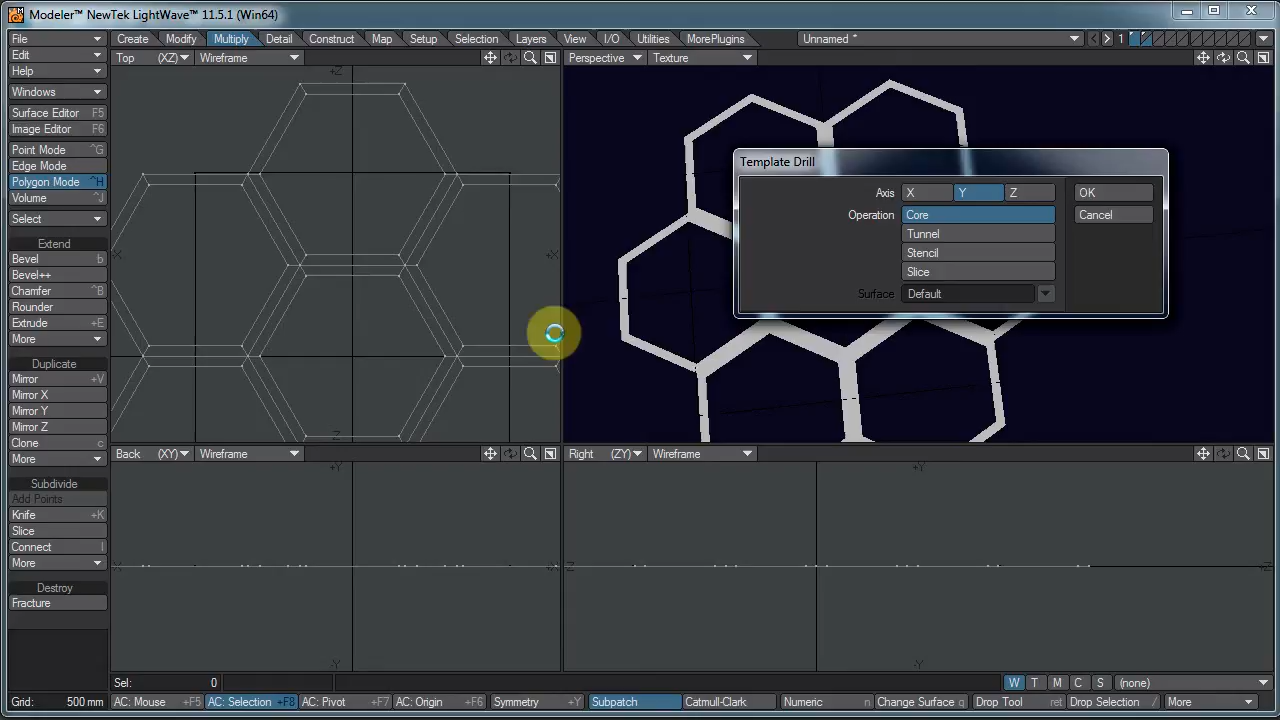 Modeler™ NewTek LightWave™ 11.5.1 (Win64)
File
Edit
Help
Create Modify Multiply Detail Construct Map Setup Selection Layers View I/O Utilities MorePlugins Unnamed * 1
Top (XZ) Wireframe
Perspective Texture
Windows
Surface Editor F5
Image Editor F6
Point Mode ^G
Edge Mode
Polygon Mode ^H
Volume ^J
Select
Extend
Bevel b
Bevel++
Chamfer ^B
Rounder
Extrude +E
More
Duplicate
Mirror +V
Mirror X
Mirror Y
Mirror Z
Clone c
More
Subdivide
Add Points
Knife +K
Slice
Connect l
More
Destroy
Fracture
+Z
-X
+X
-Z
Template Drill
Axis X Y Z OK
Operation Core Cancel
Tunnel
Stencil
Slice
Surface Default
Back (XY) Wireframe
Right (ZY) Wireframe
+Y
+Y
-X
+X
-Z
+Z
-Y
-Y
Sel: 0
W T M C S (none)
Grid: 500 mm AC: Mouse +F5 AC: Selection +F8 AC: Pivot +F7 AC: Origin +F6 Symmetry +Y Subpatch Catmull-Clark Numeric n Change Surface q Drop Tool Drop Selection / More